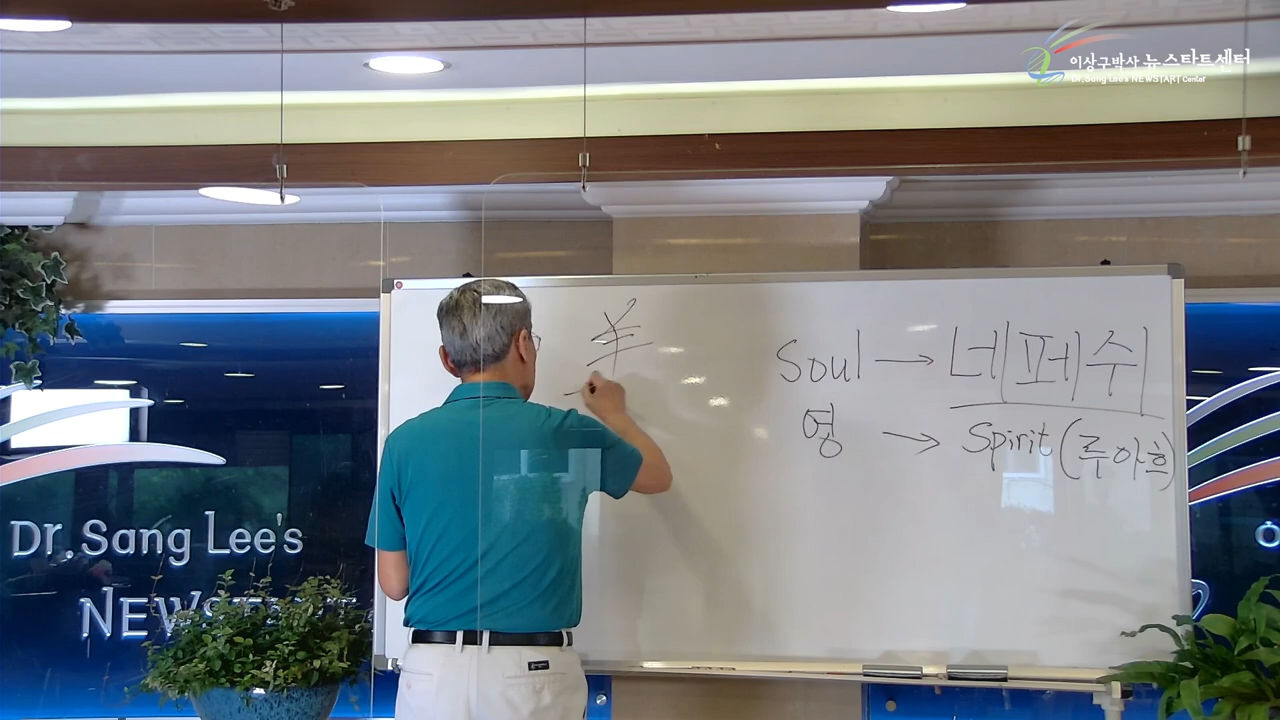 이상구박사 뉴스타트센터
Dr. Sang Lee's NEWSTART Center
Soul → 네페쉬
영 → Spirit (루아흐)
Dr. Sang Lee's